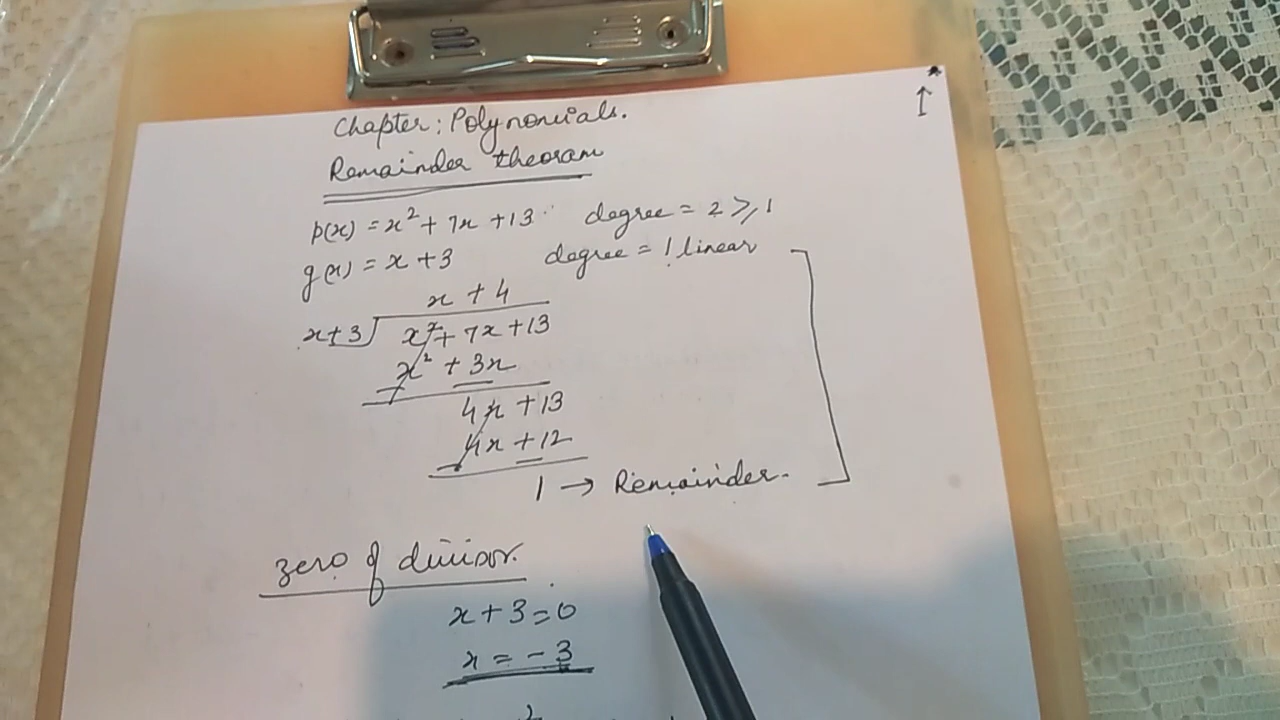 Chapter: Polynomials.
Remainder theoram
p(x) = x² + 7x + 13 degree = 2 ≥ 1
g(x) = x + 3 degree = 1 linear
x + 4
x+3 ) x² + 7x + 13
x² + 3x
4x + 13
4x + 12
1 → Remainder.
zero of divisor.
x + 3 = 0
x = - 3